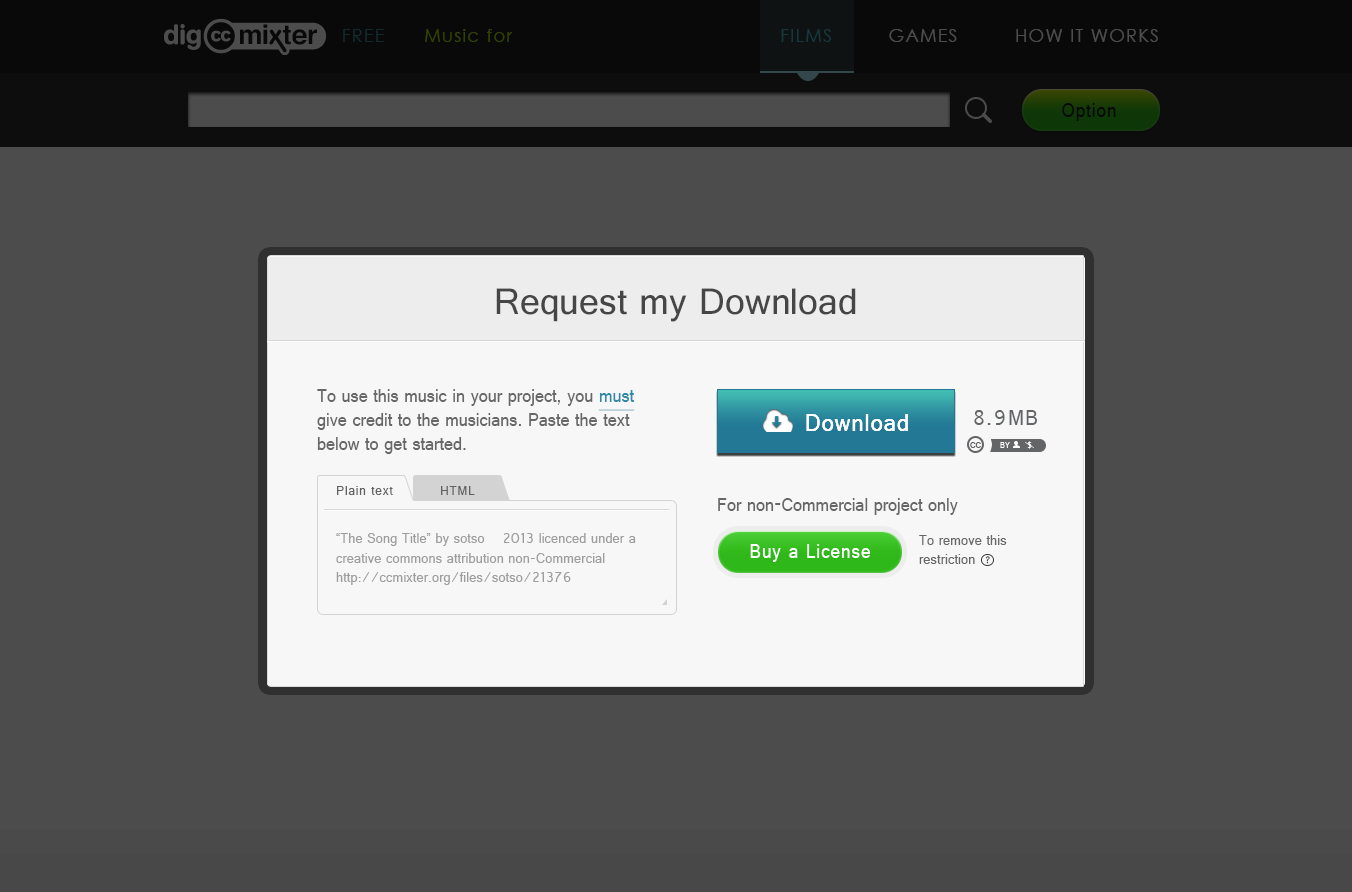 dig cc mixter FREE Music for FILMS GAMES HOW IT WORKS
Option
Request my Download
To use this music in your project, you must
give credit to the musicians. Paste the text
below to get started.
Plain text HTML
“The Song Title” by sotso 2013 licenced under a
creative commons attribution non-Commercial
http://ccmixter.org/files/sotso/21376
Download
8.9MB
CC BY $
For non-Commercial project only
Buy a License
To remove this
restriction ?